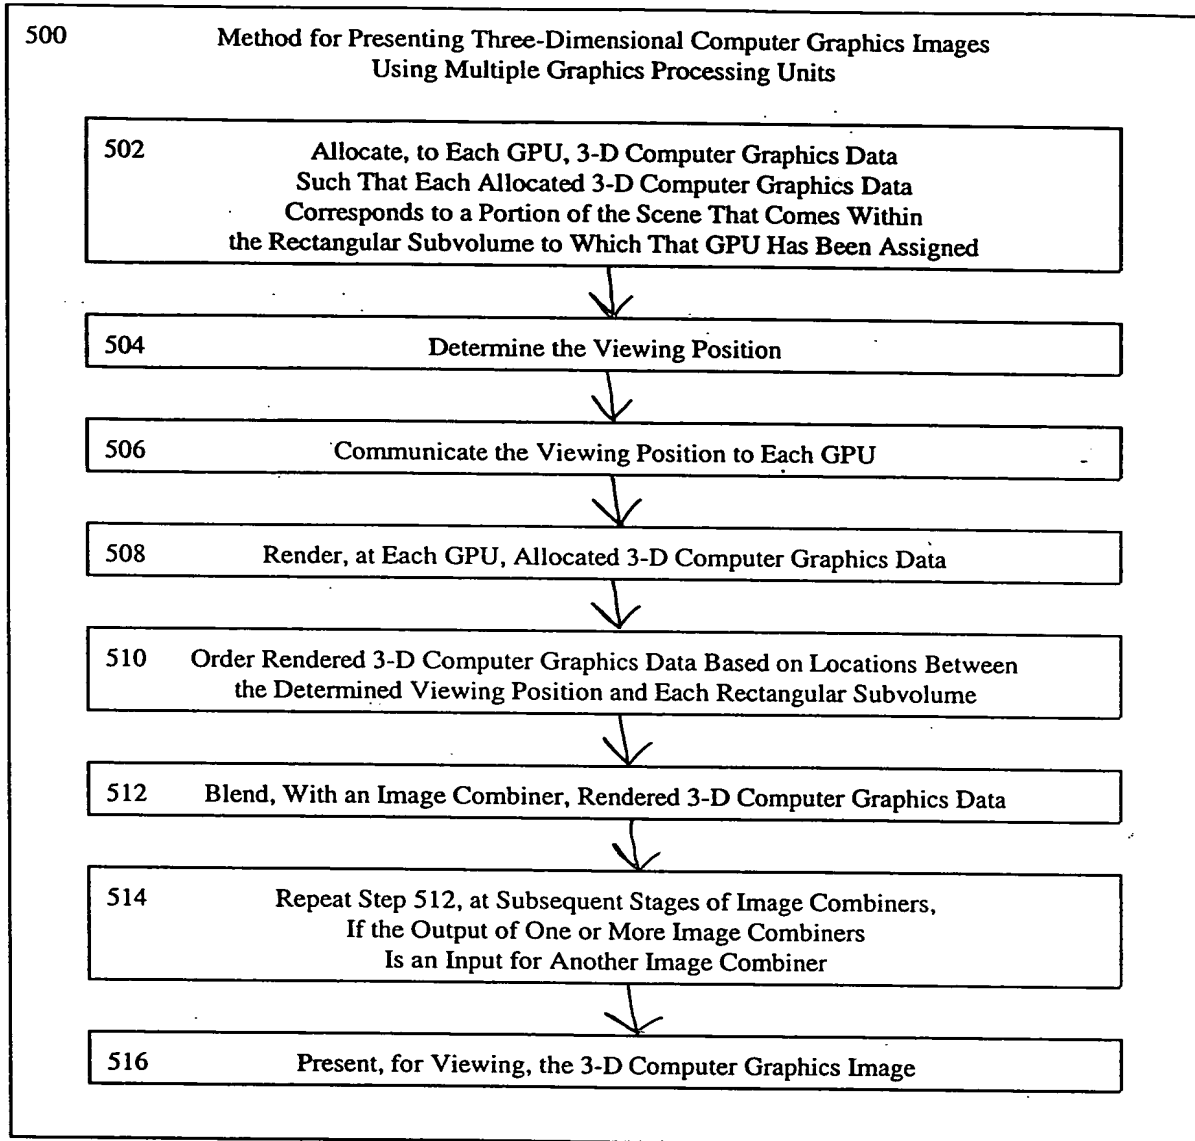 500 Method for Presenting Three-Dimensional Computer Graphics Images
Using Multiple Graphics Processing Units
502 Allocate, to Each GPU, 3-D Computer Graphics Data
Such That Each Allocated 3-D Computer Graphics Data
Corresponds to a Portion of the Scene That Comes Within
the Rectangular Subvolume to Which That GPU Has Been Assigned
504 Determine the Viewing Position
506 Communicate the Viewing Position to Each GPU
508 Render, at Each GPU, Allocated 3-D Computer Graphics Data
510 Order Rendered 3-D Computer Graphics Data Based on Locations Between
the Determined Viewing Position and Each Rectangular Subvolume
512 Blend, With an Image Combiner, Rendered 3-D Computer Graphics Data
514 Repeat Step 512, at Subsequent Stages of Image Combiners,
If the Output of One or More Image Combiners
Is an Input for Another Image Combiner
516 Present, for Viewing, the 3-D Computer Graphics Image